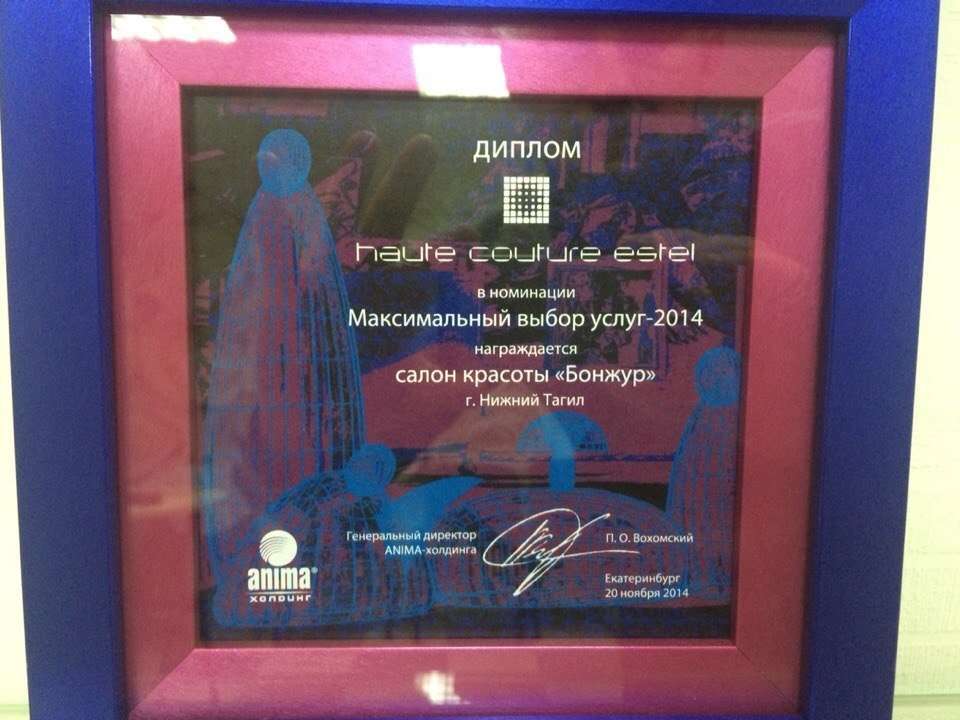 ДИПЛОМ
haute couture estel
в номинации
Максимальный выбор услуг-2014
награждается
салон красоты «Бонжур»
г. Нижний Тагил
Генеральный директор
ANIMA-холдинга
П. О. Вохомский
anima®
холдинг
Екатеринбург
20 ноября 2014